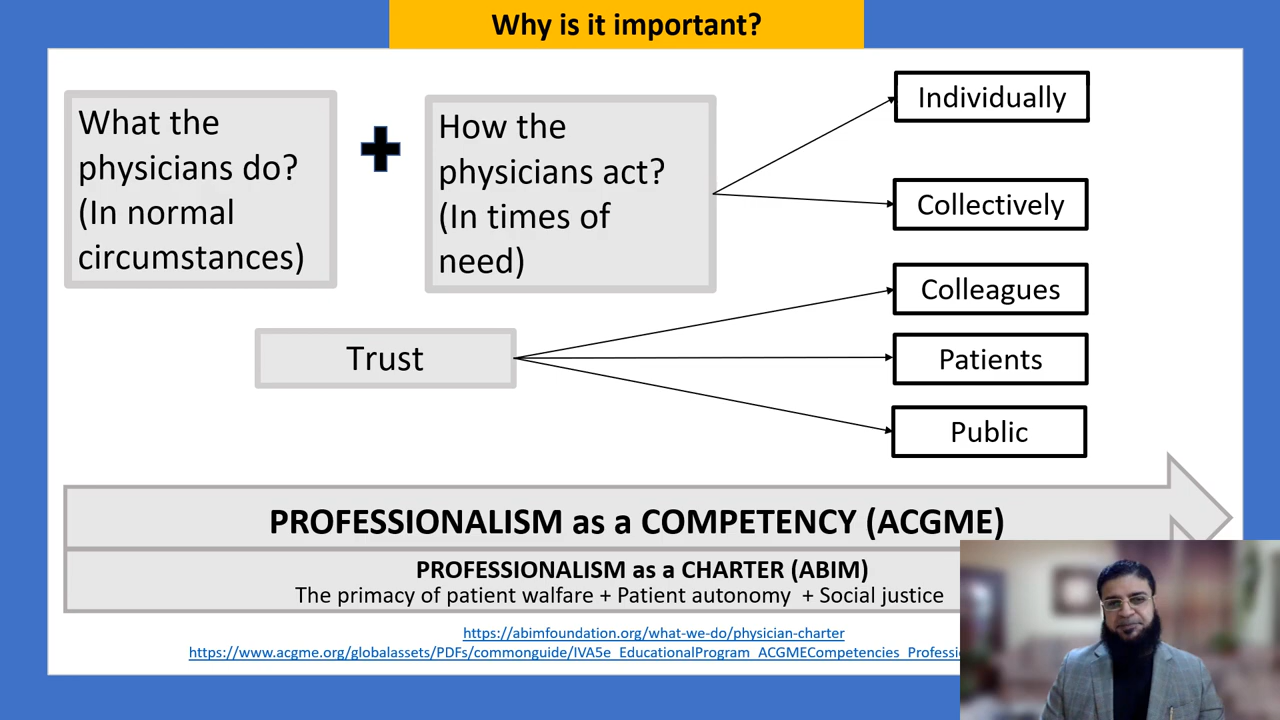 Why is it important?
What the
physicians do?
(In normal
circumstances)
How the
physicians act?
(In times of
need)
Individually
Collectively
Colleagues
Trust
Patients
Public
PROFESSIONALISM as a COMPETENCY (ACGME)
PROFESSIONALISM as a CHARTER (ABIM)
The primacy of patient welfare + Patient autonomy + Social justice
https://abimfoundation.org/what-we-do/physician-charter
https://www.acgme.org/globalassets/PDFs/commonguide/IVA5e_EducationalProgram_ACGMECompetencies_Professi